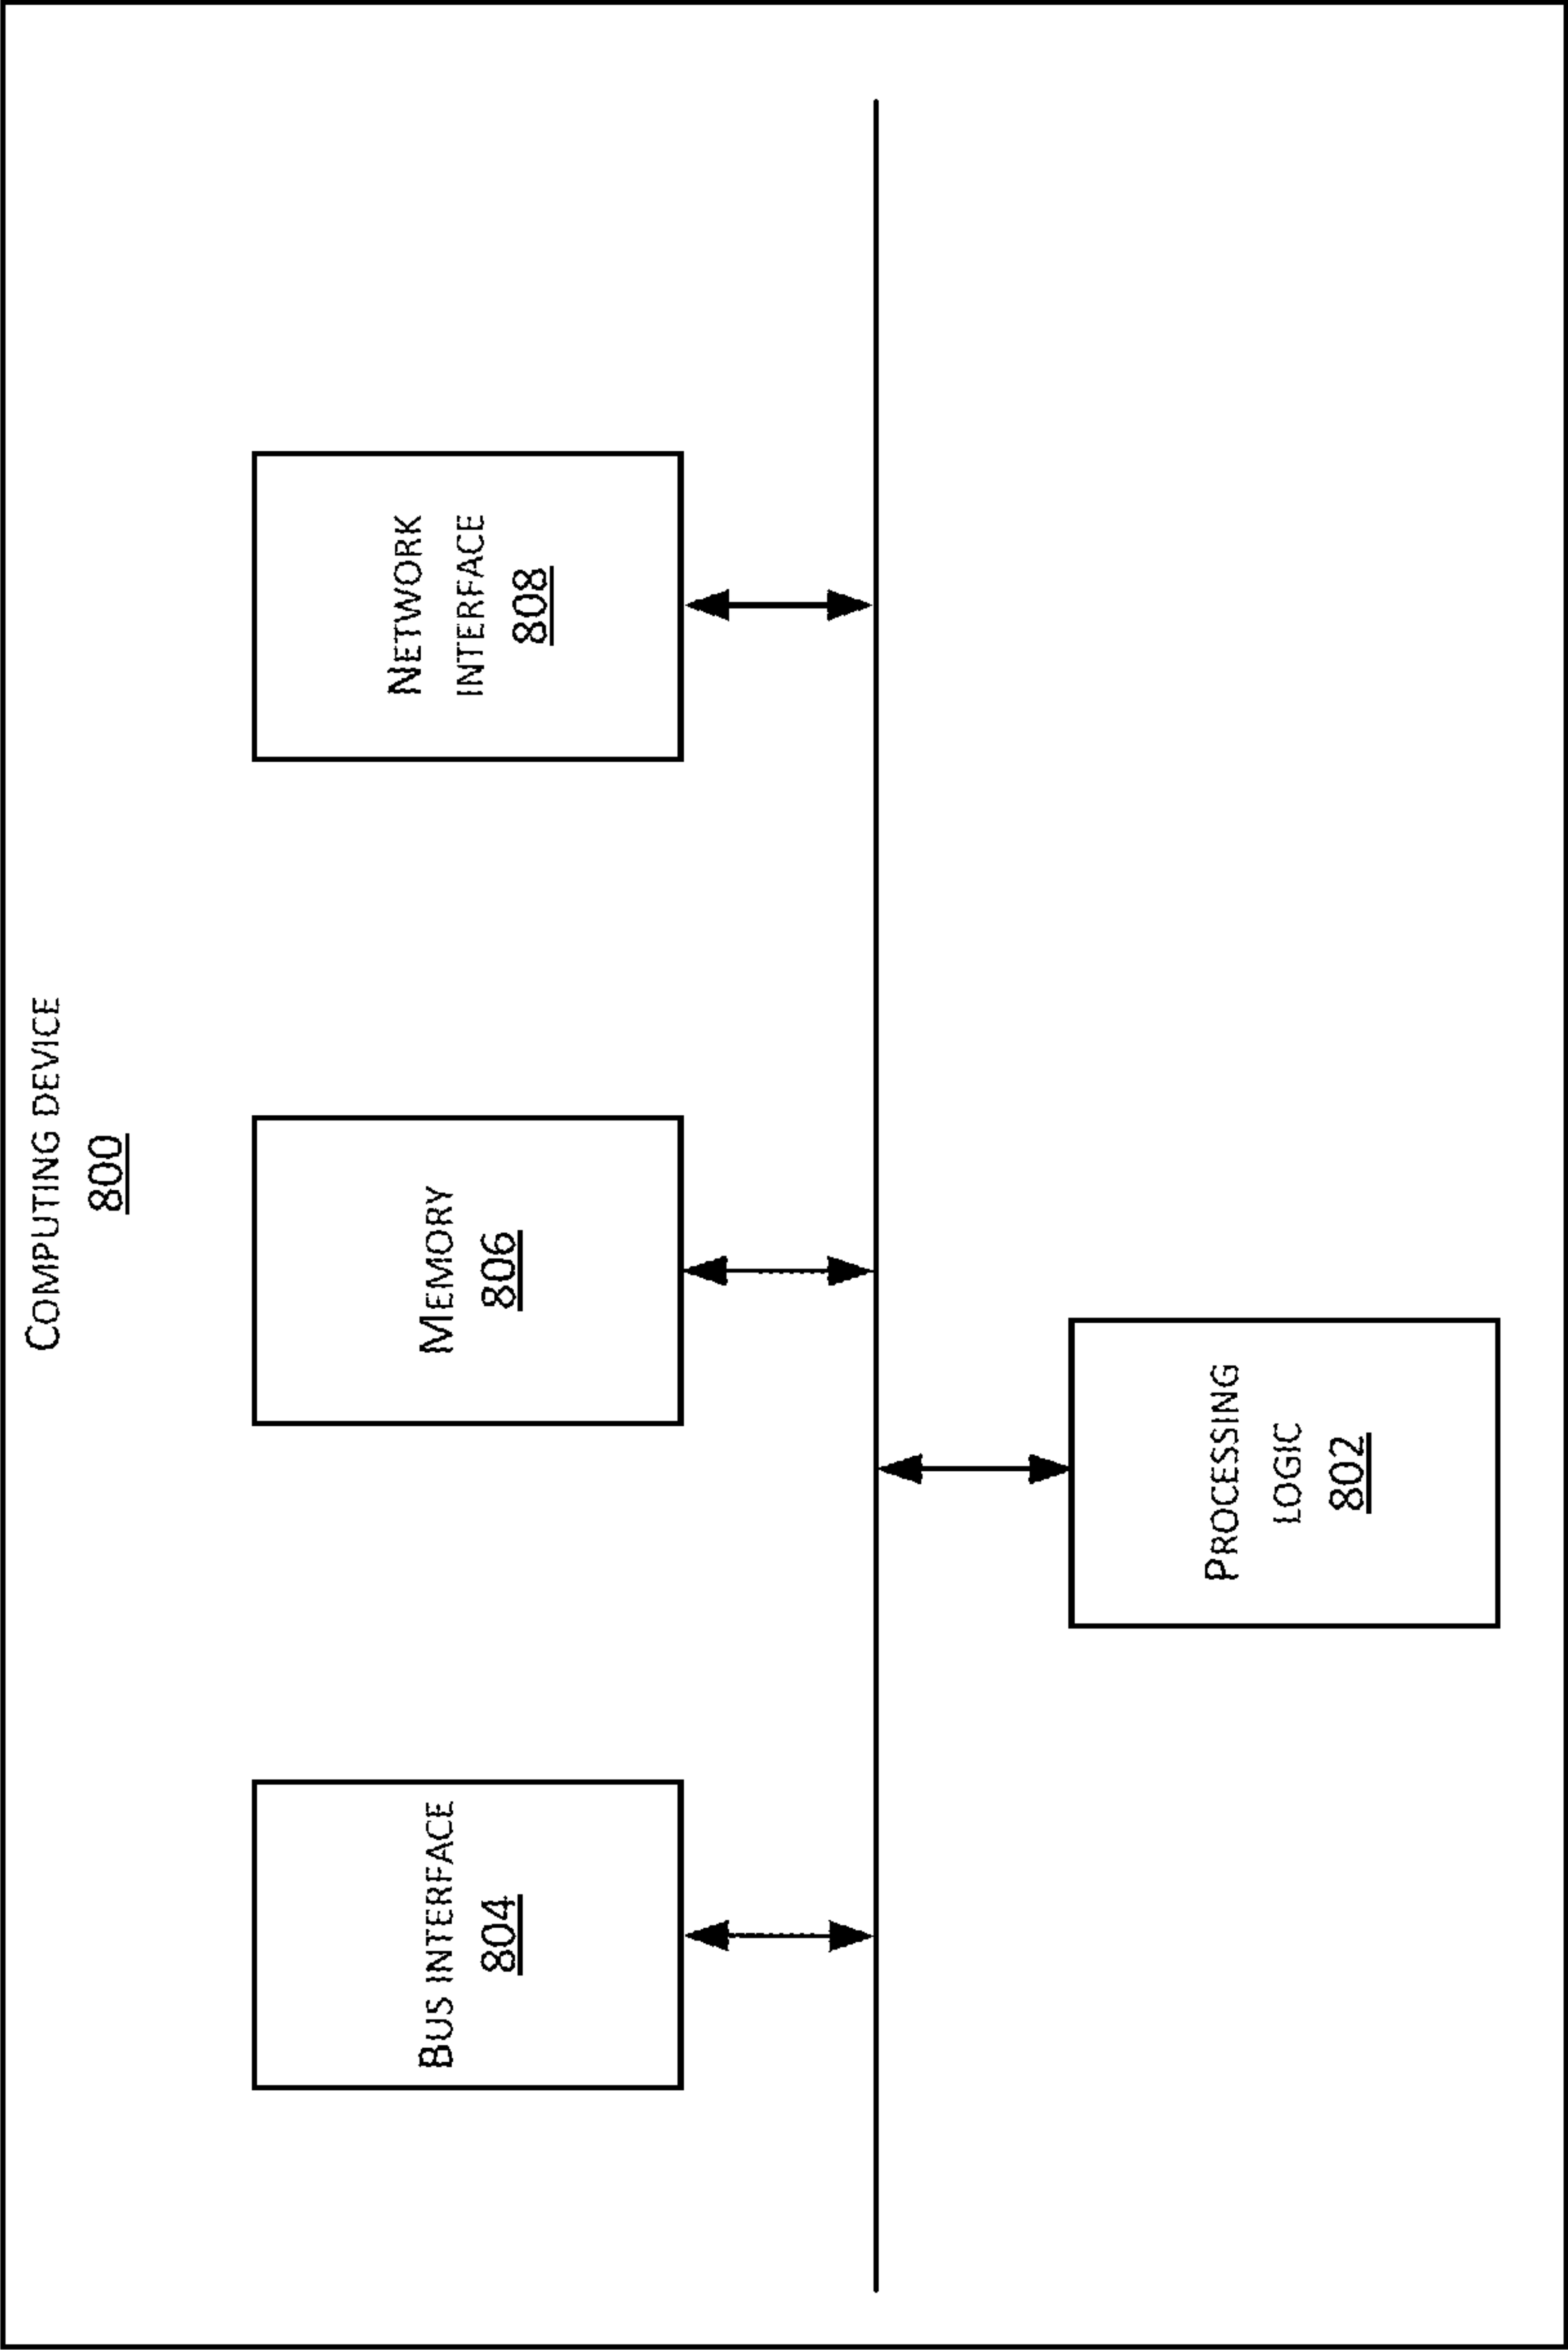 COMPUTING DEVICE
800
BUS INTERFACE
804
MEMORY
806
NETWORK
INTERFACE
808
PROCESSING
LOGIC
802